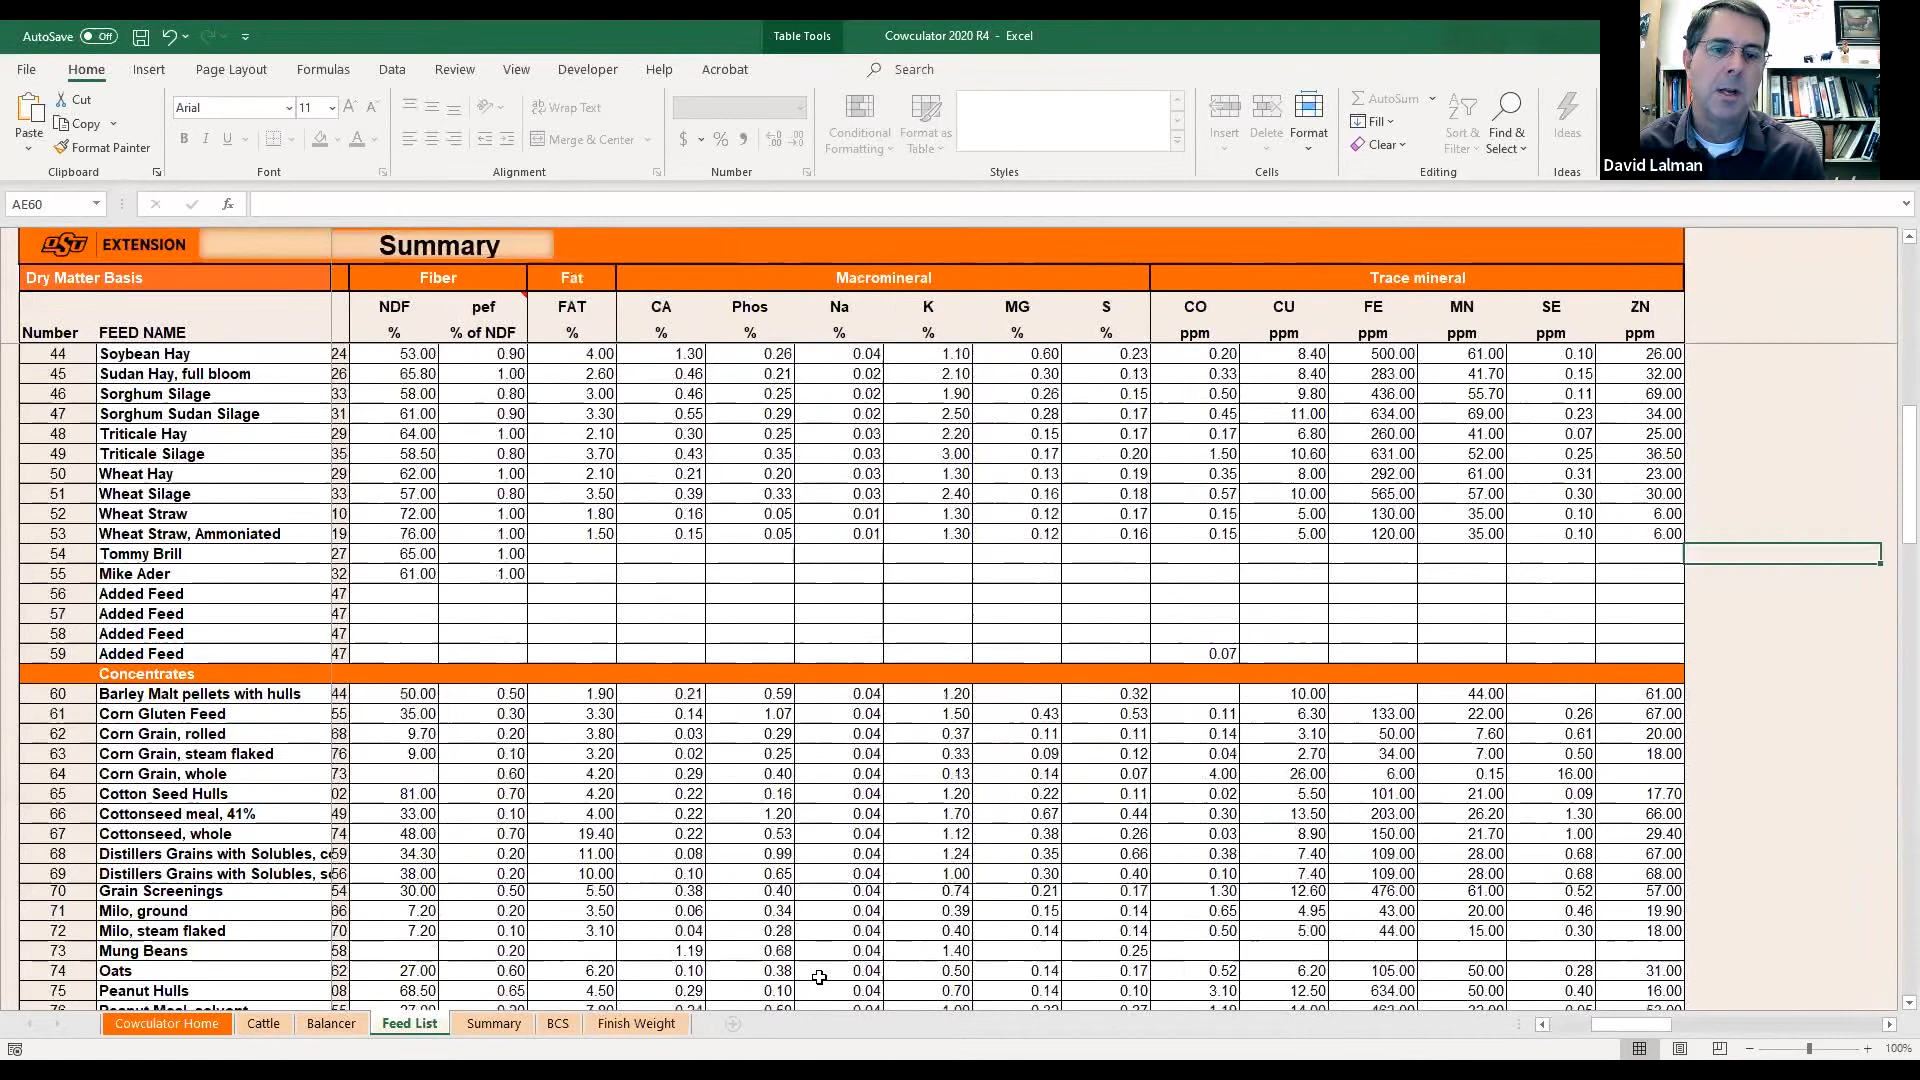 AutoSave Off
Table Tools
Cowculator 2020 R4 - Excel
File Home Insert Page Layout Formulas Data Review View Developer Help Acrobat Search
Paste
Cut
Copy
Format Painter
Clipboard
Arial 11
B I U
Font
Wrap Text
Merge & Center
Alignment
$ % 9
Number
Conditional Formatting
Format as Table
Styles
Insert Delete Format
Cells
AutoSum
Fill
Clear
Sort & Filter
Find & Select
Editing
Ideas
Ideas
David Lalman
AE60 fx
OSU EXTENSION Summary
Dry Matter Basis Fiber Fat Macromineral Trace mineral
NDF pef FAT CA Phos Na K MG S CO CU FE MN SE ZN
Number FEED NAME % % of NDF % % % % % % % ppm ppm ppm ppm ppm ppm
44 Soybean Hay 24 53.00 0.90 4.00 1.30 0.26 0.04 1.10 0.60 0.23 0.20 8.40 500.00 61.00 0.10 26.00
45 Sudan Hay, full bloom 26 65.80 1.00 2.60 0.46 0.21 0.02 2.10 0.30 0.13 0.33 8.40 283.00 41.70 0.15 32.00
46 Sorghum Silage 33 58.00 0.80 3.00 0.46 0.25 0.02 1.90 0.26 0.15 0.50 9.80 436.00 55.70 0.11 69.00
47 Sorghum Sudan Silage 31 61.00 0.90 3.30 0.55 0.29 0.02 2.50 0.28 0.17 0.45 11.00 634.00 69.00 0.23 34.00
48 Triticale Hay 29 64.00 1.00 2.10 0.30 0.25 0.03 2.20 0.15 0.17 0.17 6.80 260.00 41.00 0.07 25.00
49 Triticale Silage 35 58.50 0.80 3.70 0.43 0.35 0.03 3.00 0.17 0.20 1.50 10.60 631.00 52.00 0.25 36.50
50 Wheat Hay 29 62.00 1.00 2.10 0.21 0.20 0.03 1.30 0.13 0.19 0.35 8.00 292.00 61.00 0.31 23.00
51 Wheat Silage 33 57.00 0.80 3.50 0.39 0.33 0.03 2.40 0.16 0.18 0.57 10.00 565.00 57.00 0.30 30.00
52 Wheat Straw 10 72.00 1.00 1.80 0.16 0.05 0.01 1.30 0.12 0.17 0.15 5.00 130.00 35.00 0.10 6.00
53 Wheat Straw, Ammoniated 19 76.00 1.00 1.50 0.15 0.05 0.01 1.30 0.12 0.16 0.15 5.00 120.00 35.00 0.10 6.00
54 Tommy Brill 27 65.00 1.00
55 Mike Ader 32 61.00 1.00
56 Added Feed 47
57 Added Feed 47
58 Added Feed 47
59 Added Feed 47 0.07
Concentrates
60 Barley Malt pellets with hulls 44 50.00 0.50 1.90 0.21 0.59 0.04 1.20 0.32 10.00 44.00 61.00
61 Corn Gluten Feed 55 35.00 0.30 3.30 0.14 1.07 0.04 1.50 0.43 0.53 0.11 6.30 133.00 22.00 0.26 67.00
62 Corn Grain, rolled 68 9.70 0.20 3.80 0.03 0.29 0.04 0.37 0.11 0.11 0.14 3.10 50.00 7.60 0.61 20.00
63 Corn Grain, steam flaked 76 9.00 0.10 3.20 0.02 0.25 0.04 0.33 0.09 0.12 0.04 2.70 34.00 7.00 0.50 18.00
64 Corn Grain, whole 73 0.60 4.20 0.29 0.40 0.04 0.13 0.14 0.07 4.00 26.00 6.00 0.15 16.00
65 Cotton Seed Hulls 02 81.00 0.70 4.20 0.22 0.16 0.04 1.20 0.22 0.11 0.02 5.50 101.00 21.00 0.09 17.70
66 Cottonseed meal, 41% 49 33.00 0.10 4.00 0.22 1.20 0.04 1.70 0.67 0.44 0.30 13.50 203.00 26.20 1.30 66.00
67 Cottonseed, whole 74 48.00 0.70 19.40 0.22 0.53 0.04 1.12 0.38 0.26 0.03 8.90 150.00 21.70 1.00 29.40
68 Distillers Grains with Solubles, c 59 34.30 0.20 11.00 0.08 0.99 0.04 1.24 0.35 0.66 0.38 7.40 109.00 28.00 0.68 67.00
69 Distillers Grains with Solubles, s 56 38.00 0.20 10.00 0.10 0.65 0.04 1.00 0.30 0.40 0.10 7.40 109.00 28.00 0.68 68.00
70 Grain Screenings 54 30.00 0.50 5.50 0.38 0.40 0.04 0.74 0.21 0.17 1.30 12.60 476.00 61.00 0.52 57.00
71 Milo, ground 66 7.20 0.20 3.50 0.06 0.34 0.04 0.39 0.15 0.14 0.65 4.95 43.00 20.00 0.46 19.90
72 Milo, steam flaked 70 7.20 0.10 3.10 0.04 0.28 0.04 0.40 0.14 0.14 0.50 5.00 44.00 15.00 0.30 18.00
73 Mung Beans 58 0.20 1.19 0.68 0.04 1.40 0.25
74 Oats 62 27.00 0.60 6.20 0.10 0.38 0.04 0.50 0.14 0.17 0.52 6.20 105.00 50.00 0.28 31.00
75 Peanut Hulls 08 68.50 0.65 4.50 0.29 0.10 0.04 0.70 0.14 0.10 3.10 12.50 634.00 50.00 0.40 16.00
Cowculator Home Cattle Balancer Feed List Summary BCS Finish Weight
100%